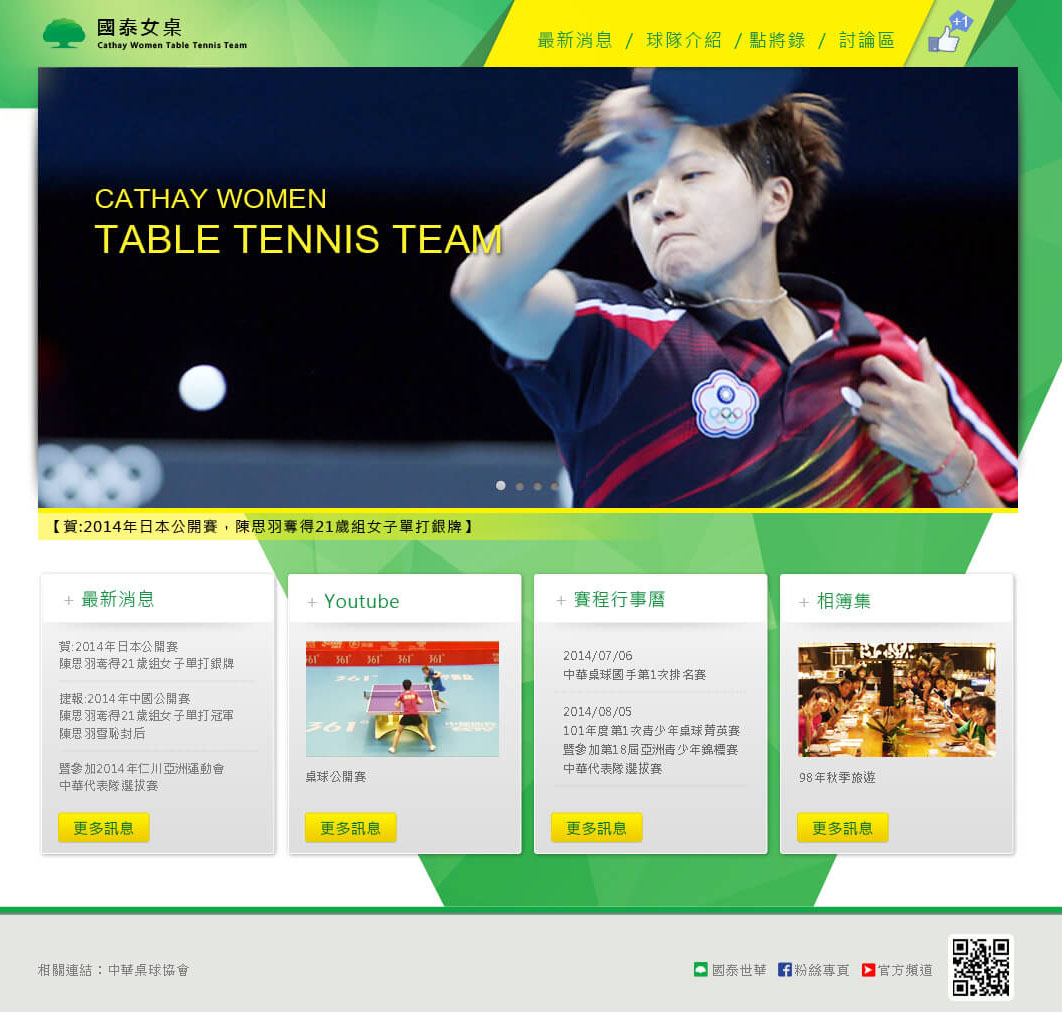 國泰女桌
Cathay Women Table Tennis Team
最新消息 / 球隊介紹 / 點將錄 / 討論區
+1
CATHAY WOMEN
TABLE TENNIS TEAM
【賀:2014年日本公開賽，陳思羽奪得21歲組女子單打銀牌】
+ 最新消息
賀:2014年日本公開賽
陳思羽奪得21歲組女子單打銀牌
捷報:2014年中國公開賽
陳思羽奪得21歲組女子單打冠軍
陳思羽雪恥封后
暨參加2014年仁川亞洲運動會
中華代表隊選拔賽
更多訊息
+ Youtube
361° 361° 361° 361°
361°
361°
桌球公開賽
更多訊息
+ 賽程行事曆
2014/07/06
中華桌球國手第1次排名賽
2014/08/05
101年度第1次青少年桌球菁英賽
暨參加第18屆亞洲青少年錦標賽
中華代表隊選拔賽
更多訊息
+ 相簿集
98年秋季旅遊
更多訊息
相關連結：中華桌球協會
國泰世華
粉絲專頁
官方頻道